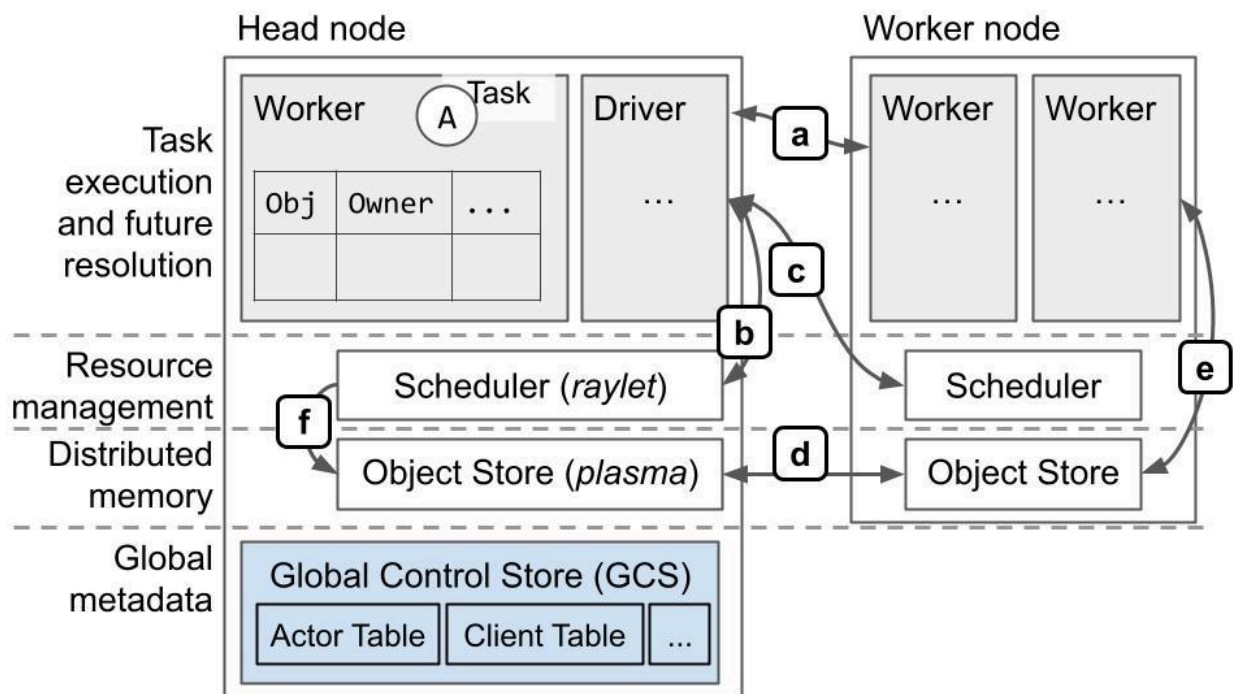 Head node
Worker node
Task
execution
and future
resolution
Worker
Task
A
Obj
Owner
...
Driver
...
a
Worker
...
Worker
...
c
b
e
Resource
management
Scheduler (raylet)
Scheduler
f
Distributed
memory
Object Store (plasma)
d
Object Store
Global
metadata
Global Control Store (GCS)
Actor Table
Client Table
...